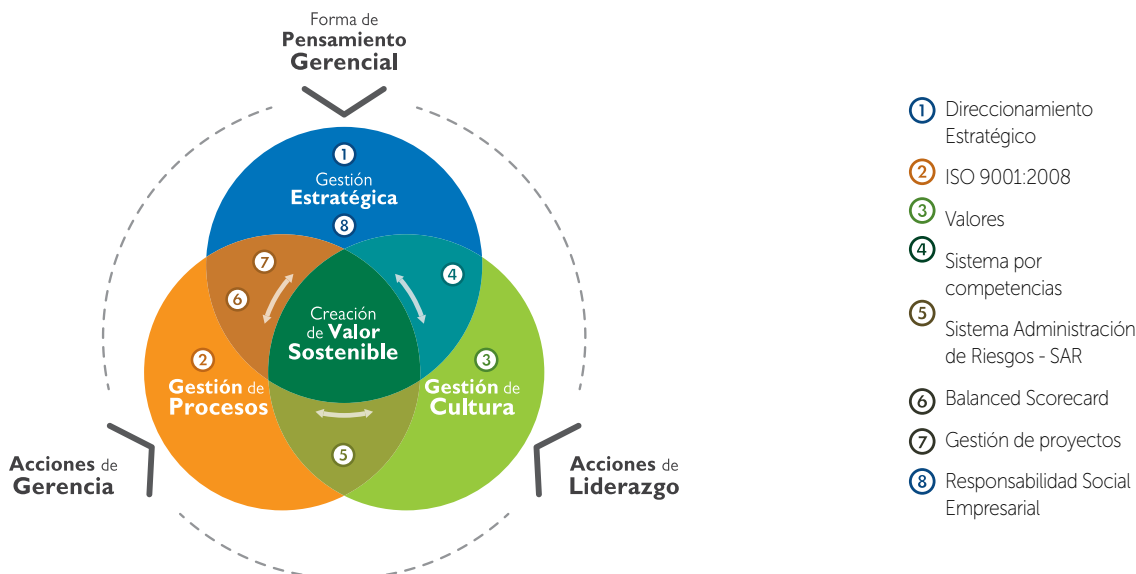 Forma de
Pensamiento
Gerencial
1
Gestión
Estratégica
8
7
6
4
Creación
de Valor
Sostenible
2
Gestión de
Procesos
3
Gestión de
Cultura
5
Acciones de
Gerencia
Acciones de
Liderazgo
1 Direccionamiento
Estratégico
2 ISO 9001:2008
3 Valores
4 Sistema por
competencias
5 Sistema Administración
de Riesgos - SAR
6 Balanced Scorecard
7 Gestión de proyectos
8 Responsabilidad Social
Empresarial